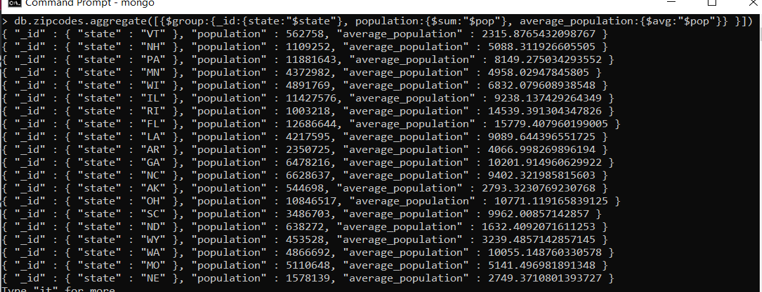 Command Prompt - mongo
> db.zipcodes.aggregate([{$group:{_id:{state:"$state"}, population:{$sum:"$pop"}, average_population:{$avg:"$pop"}} }])
{ "_id" : { "state" : "VT" }, "population" : 562758, "average_population" : 2315.8765432098767 }
{ "_id" : { "state" : "NH" }, "population" : 1109252, "average_population" : 5088.311926605505 }
{ "_id" : { "state" : "PA" }, "population" : 11881643, "average_population" : 8149.275034293552 }
{ "_id" : { "state" : "MN" }, "population" : 4372982, "average_population" : 4958.02947845805 }
{ "_id" : { "state" : "WI" }, "population" : 4891769, "average_population" : 6832.079608938548 }
{ "_id" : { "state" : "IL" }, "population" : 11427576, "average_population" : 9238.137429264349 }
{ "_id" : { "state" : "RI" }, "population" : 1003218, "average_population" : 14539.391304347826 }
{ "_id" : { "state" : "FL" }, "population" : 12686644, "average_population" : 15779.407960199005 }
{ "_id" : { "state" : "LA" }, "population" : 4217595, "average_population" : 9089.644396551725 }
{ "_id" : { "state" : "AR" }, "population" : 2350725, "average_population" : 4066.998269896194 }
{ "_id" : { "state" : "GA" }, "population" : 6478216, "average_population" : 10201.914960629922 }
{ "_id" : { "state" : "NC" }, "population" : 6628637, "average_population" : 9402.321985815603 }
{ "_id" : { "state" : "AK" }, "population" : 544698, "average_population" : 2793.3230769230768 }
{ "_id" : { "state" : "OH" }, "population" : 10846517, "average_population" : 10771.119165839125 }
{ "_id" : { "state" : "SC" }, "population" : 3486703, "average_population" : 9962.00857142857 }
{ "_id" : { "state" : "ND" }, "population" : 638272, "average_population" : 1632.4092071611253 }
{ "_id" : { "state" : "WY" }, "population" : 453528, "average_population" : 3239.4857142857145 }
{ "_id" : { "state" : "WA" }, "population" : 4866692, "average_population" : 10055.148760330578 }
{ "_id" : { "state" : "MO" }, "population" : 5110648, "average_population" : 5141.496981891348 }
{ "_id" : { "state" : "NE" }, "population" : 1578139, "average_population" : 2749.3710801393727 }
Type "it" for more